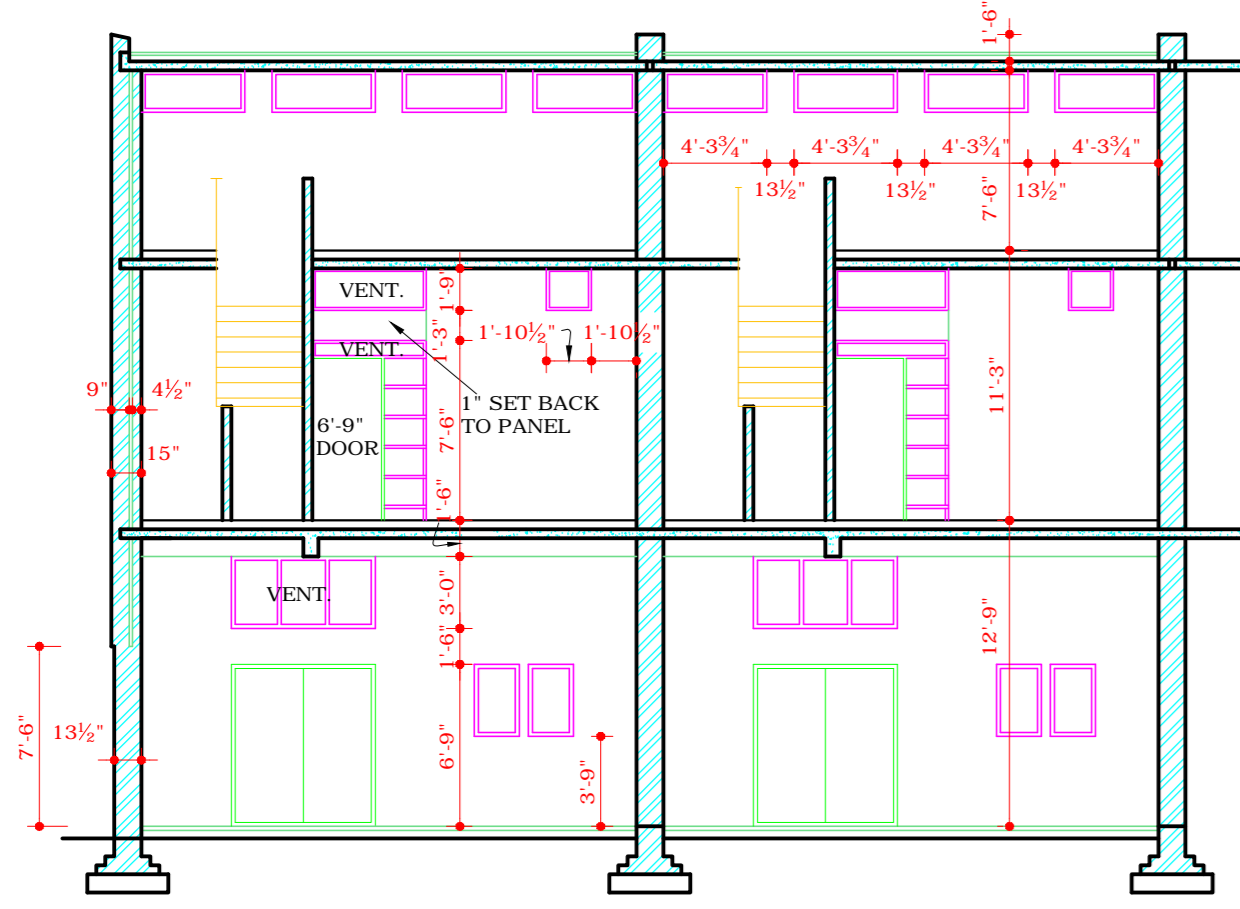 1'-6"
4'-3¾" 4'-3¾" 4'-3¾" 4'-3¾"
13½" 13½" 13½"
7'-6"
VENT.
1'-9"
1'-10½" 1'-10½"
1'-3"
VENT.
9" 4½"
1" SET BACK
TO PANEL
11'-3"
6'-9"
DOOR
7'-6"
15"
1'-6"
VENT.
3'-0"
1'-6"
12'-9"
7'-6"
13½"
6'-9"
3'-9"